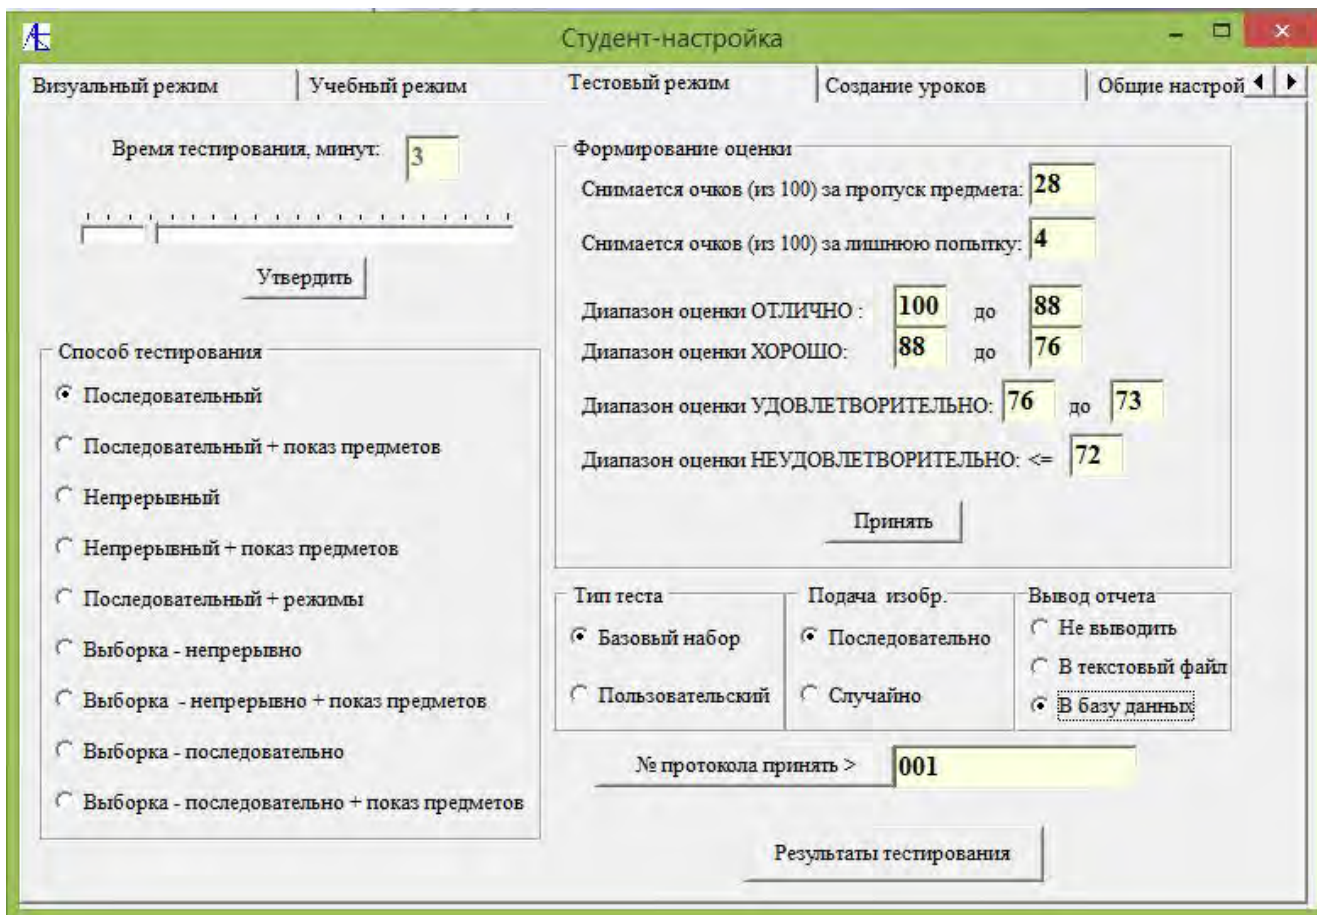 Студент-настройка
Визуальный режим
Учебный режим
Тестовый режим
Создание уроков
Общие настрой
Время тестирования, минут: 3
Утвердить
Способ тестирования
Последовательный
Последовательный + показ предметов
Непрерывный
Непрерывный + показ предметов
Последовательный + режимы
Выборка - непрерывно
Выборка - непрерывно + показ предметов
Выборка - последовательно
Выборка - последовательно + показ предметов
Формирование оценки
Снимается очков (из 100) за пропуск предмета: 28
Снимается очков (из 100) за лишнюю попытку: 4
Диапазон оценки ОТЛИЧНО : 100 до 88
Диапазон оценки ХОРОШО: 88 до 76
Диапазон оценки УДОВЛЕТВОРИТЕЛЬНО: 76 до 73
Диапазон оценки НЕУДОВЛЕТВОРИТЕЛЬНО: <= 72
Принять
Тип теста
Базовый набор
Пользовательский
Подача изобр.
Последовательно
Случайно
Вывод отчета
Не выводить
В текстовый файл
В базу данных
№ протокола принять > 001
Результаты тестирования